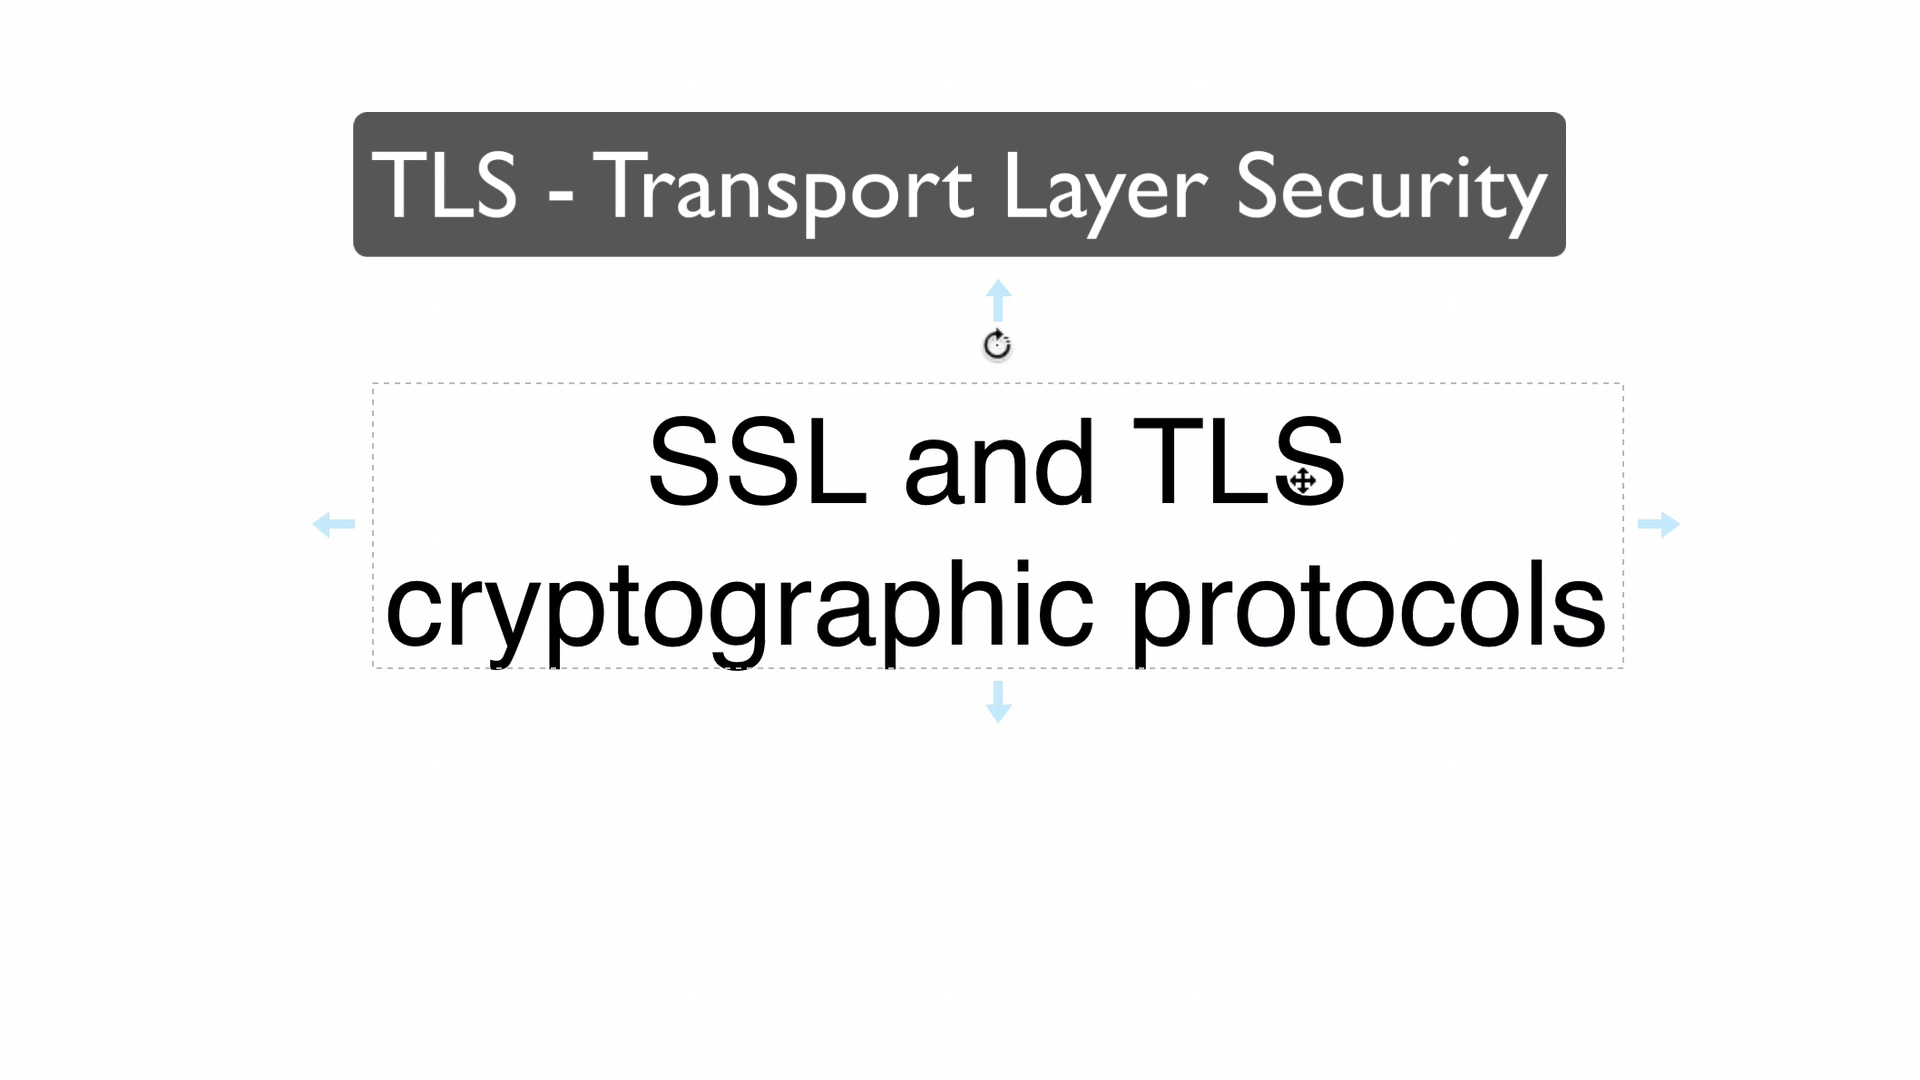 TLS - Transport Layer Security
SSL and TLS
cryptographic protocols